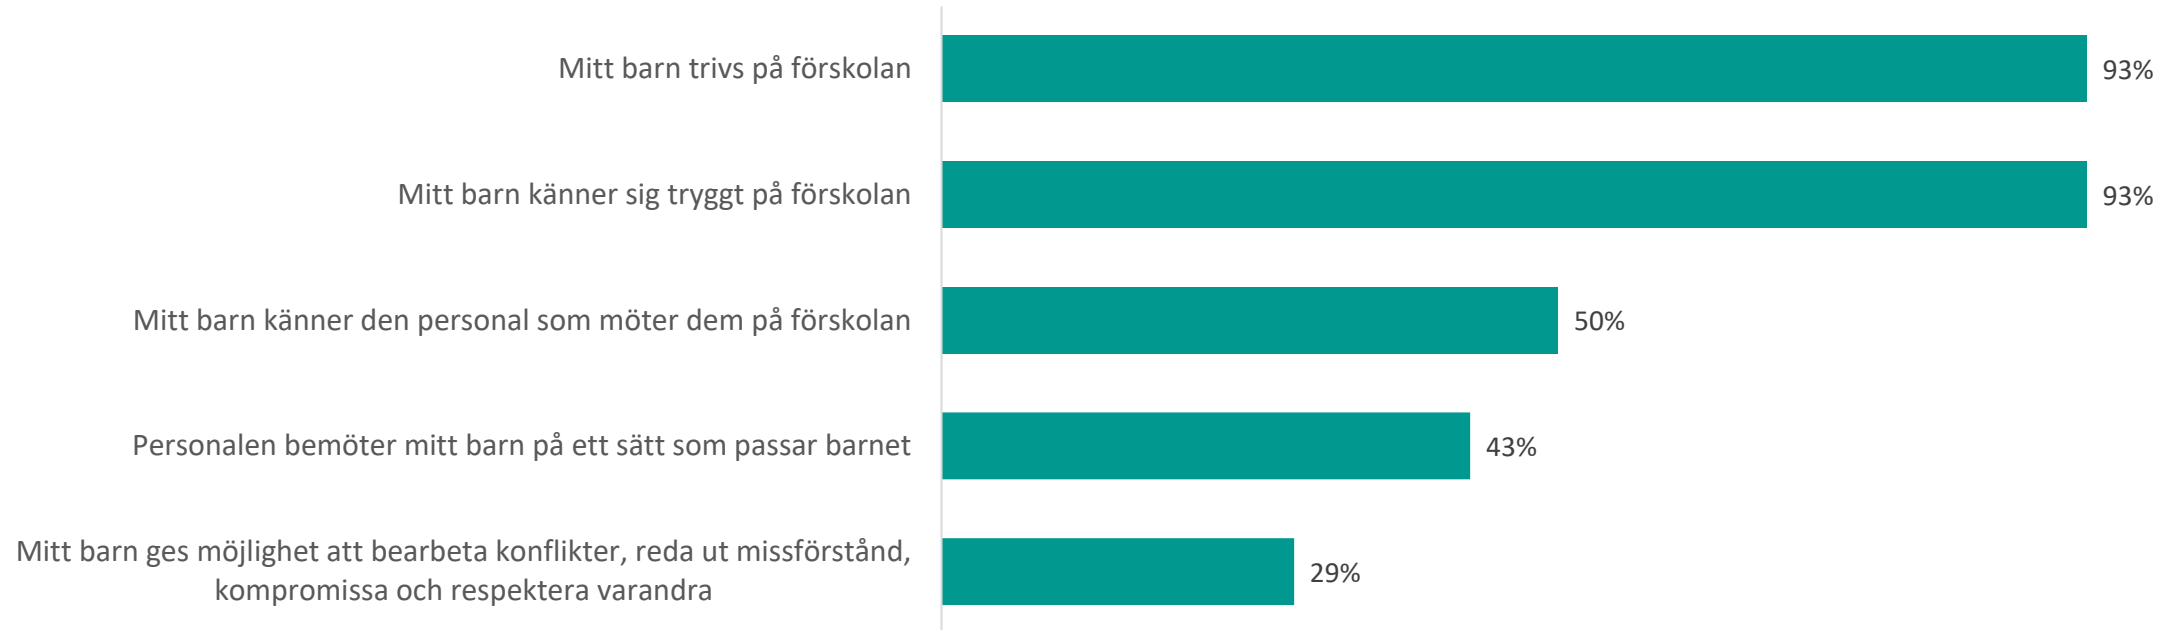 Mitt barn trivs på förskolan
93%
Mitt barn känner sig tryggt på förskolan
93%
Mitt barn känner den personal som möter dem på förskolan
50%
Personalen bemöter mitt barn på ett sätt som passar barnet
43%
Mitt barn ges möjlighet att bearbeta konflikter, reda ut missförstånd,
kompromissa och respektera varandra
29%